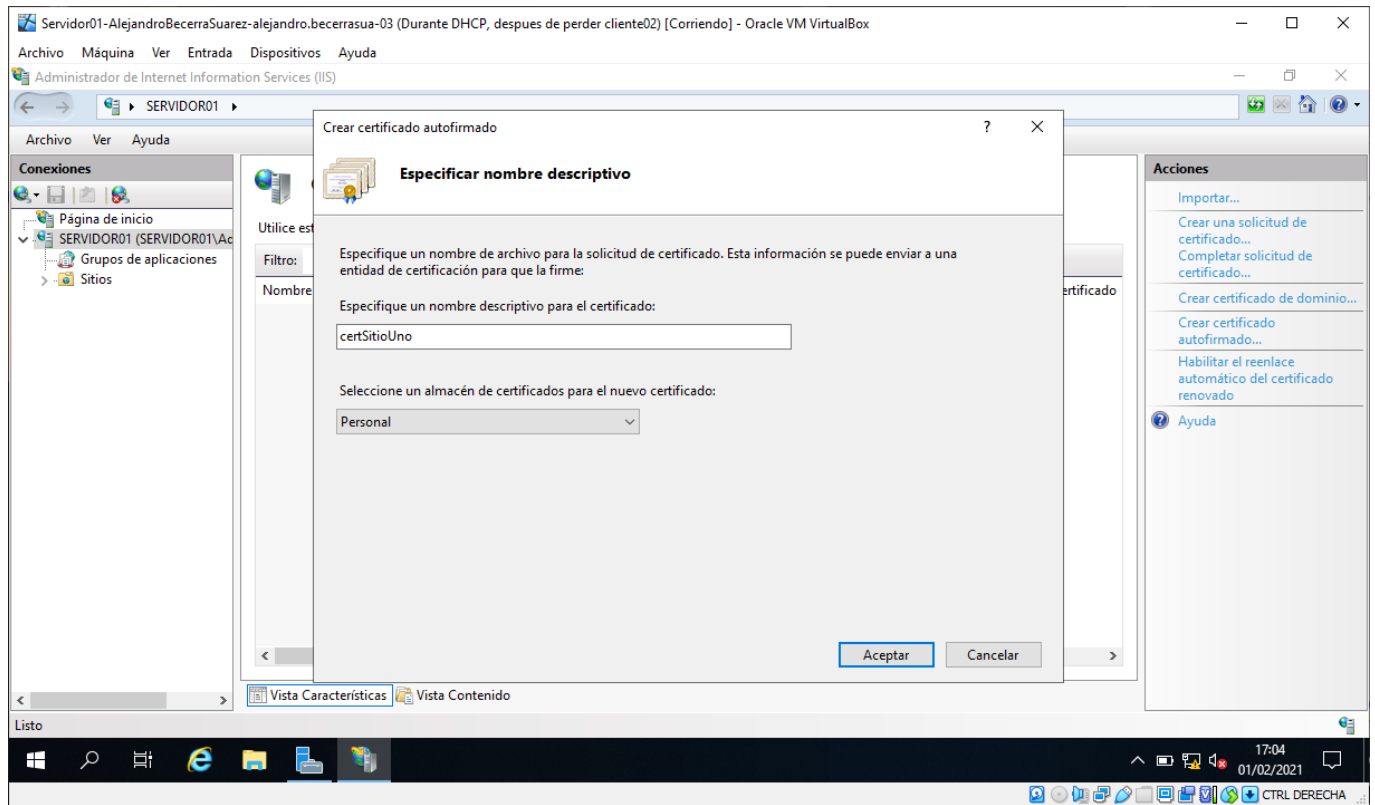 Servidor01-AlejandroBecerraSuarez-alejandro.becerrasua-03 (Durante DHCP, despues de perder cliente02) [Corriendo] - Oracle VM VirtualBox
Archivo Máquina Ver Entrada Dispositivos Ayuda
Administrador de Internet Information Services (IIS)
SERVIDOR01
Archivo Ver Ayuda
Conexiones
Página de inicio
SERVIDOR01 (SERVIDOR01\Ad
Grupos de aplicaciones
Sitios
Utilice est
Filtro:
Nombre
ertificado
Crear certificado autofirmado
Especificar nombre descriptivo
Especifique un nombre de archivo para la solicitud de certificado. Esta información se puede enviar a una
entidad de certificación para que la firme:
Especifique un nombre descriptivo para el certificado:
certSitioUno
Seleccione un almacén de certificados para el nuevo certificado:
Personal
Aceptar
Cancelar
Acciones
Importar...
Crear una solicitud de
certificado...
Completar solicitud de
certificado...
Crear certificado de dominio...
Crear certificado
autofirmado...
Habilitar el reenlace
automático del certificado
renovado
Ayuda
Vista Características
Vista Contenido
Listo
17:04
01/02/2021
CTRL DERECHA